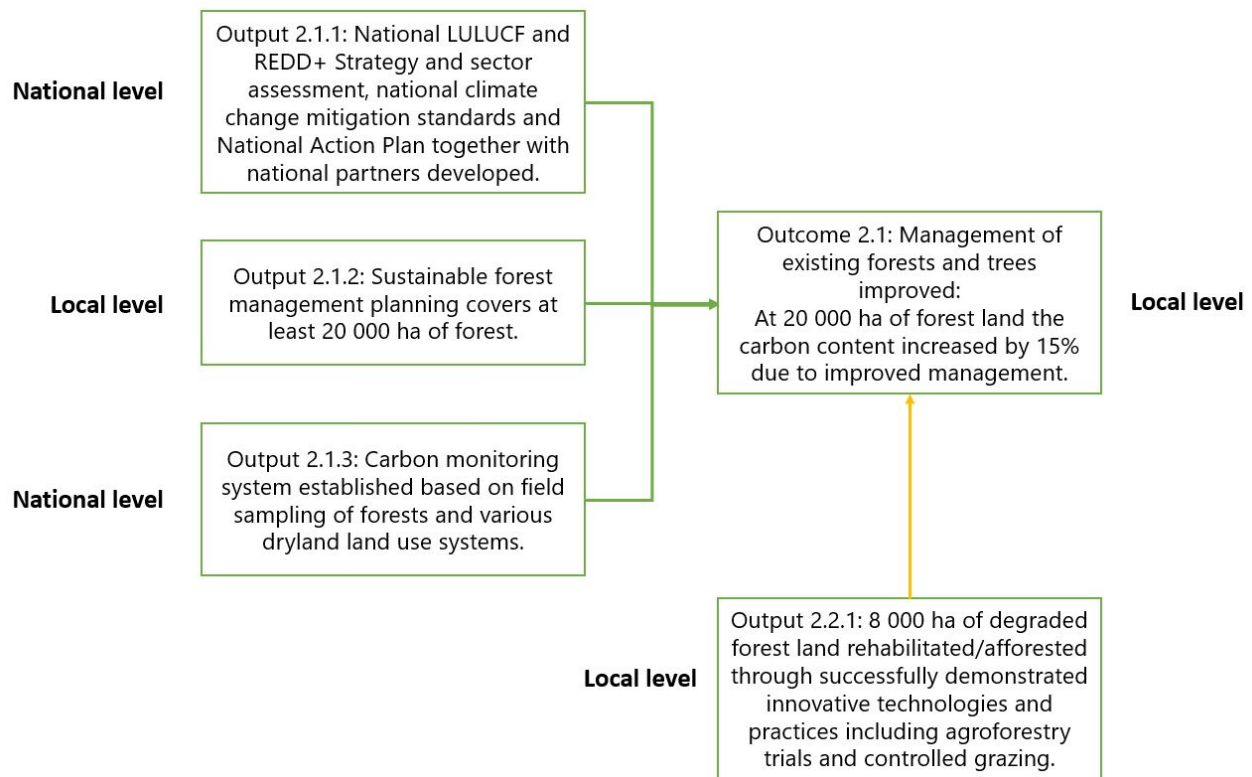 National level
Output 2.1.1: National LULUCF and
REDD+ Strategy and sector
assessment, national climate
change mitigation standards and
National Action Plan together with
national partners developed.
Local level
Output 2.1.2: Sustainable forest
management planning covers at
least 20 000 ha of forest.
National level
Output 2.1.3: Carbon monitoring
system established based on field
sampling of forests and various
dryland land use systems.
Outcome 2.1: Management of
existing forests and trees
improved:
At 20 000 ha of forest land the
carbon content increased by 15%
due to improved management.
Local level
Local level
Output 2.2.1: 8 000 ha of degraded
forest land rehabilitated/afforested
through successfully demonstrated
innovative technologies and
practices including agroforestry
trials and controlled grazing.